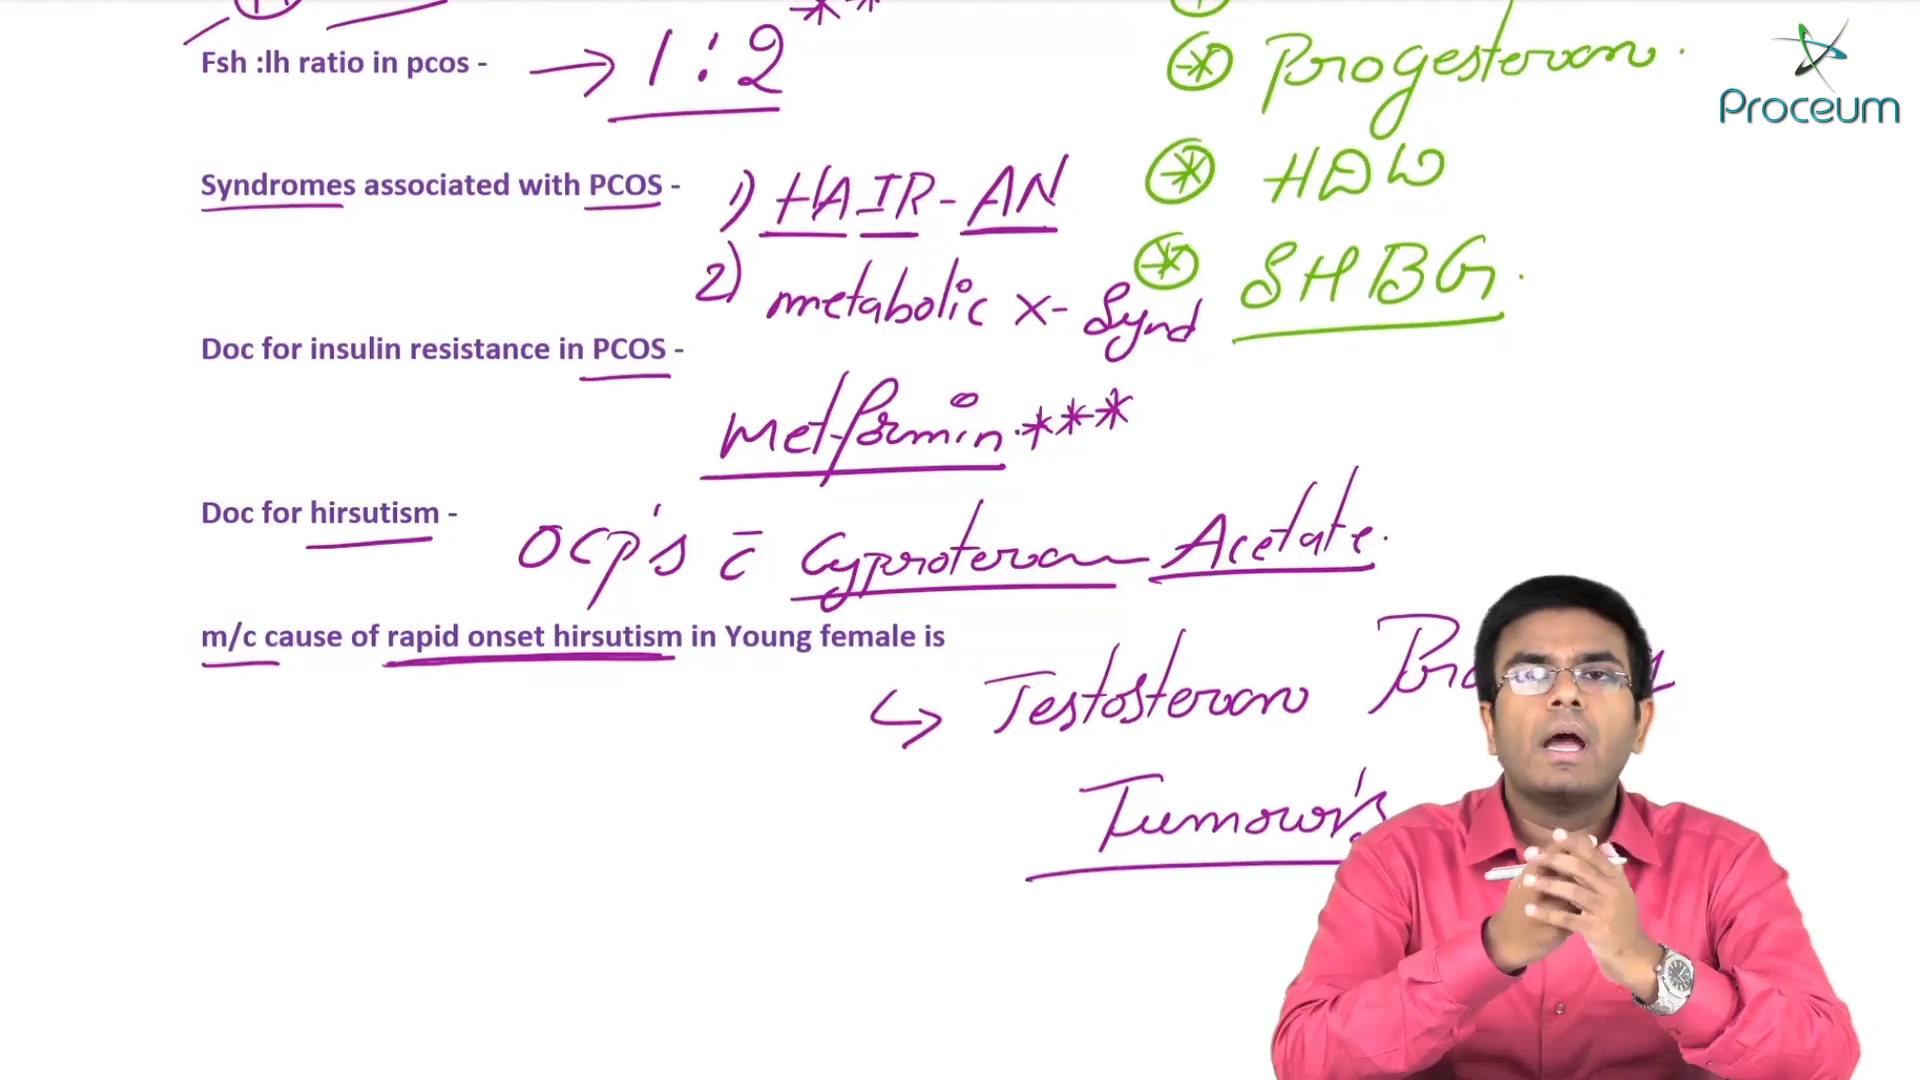 Fsh :lh ratio in pcos - → 1 : 2 **
Progesteron.
Proceum
Syndromes associated with PCOS - 1) HAIR-AN
HDL
2) metabolic X- Synd
SHBG.
Doc for insulin resistance in PCOS -
Metformin.***
Doc for hirsutism - OCP's c̄ Cyproteron Acetate.
m/c cause of rapid onset hirsutism in Young female is
↳ Testosteron
Tumour's